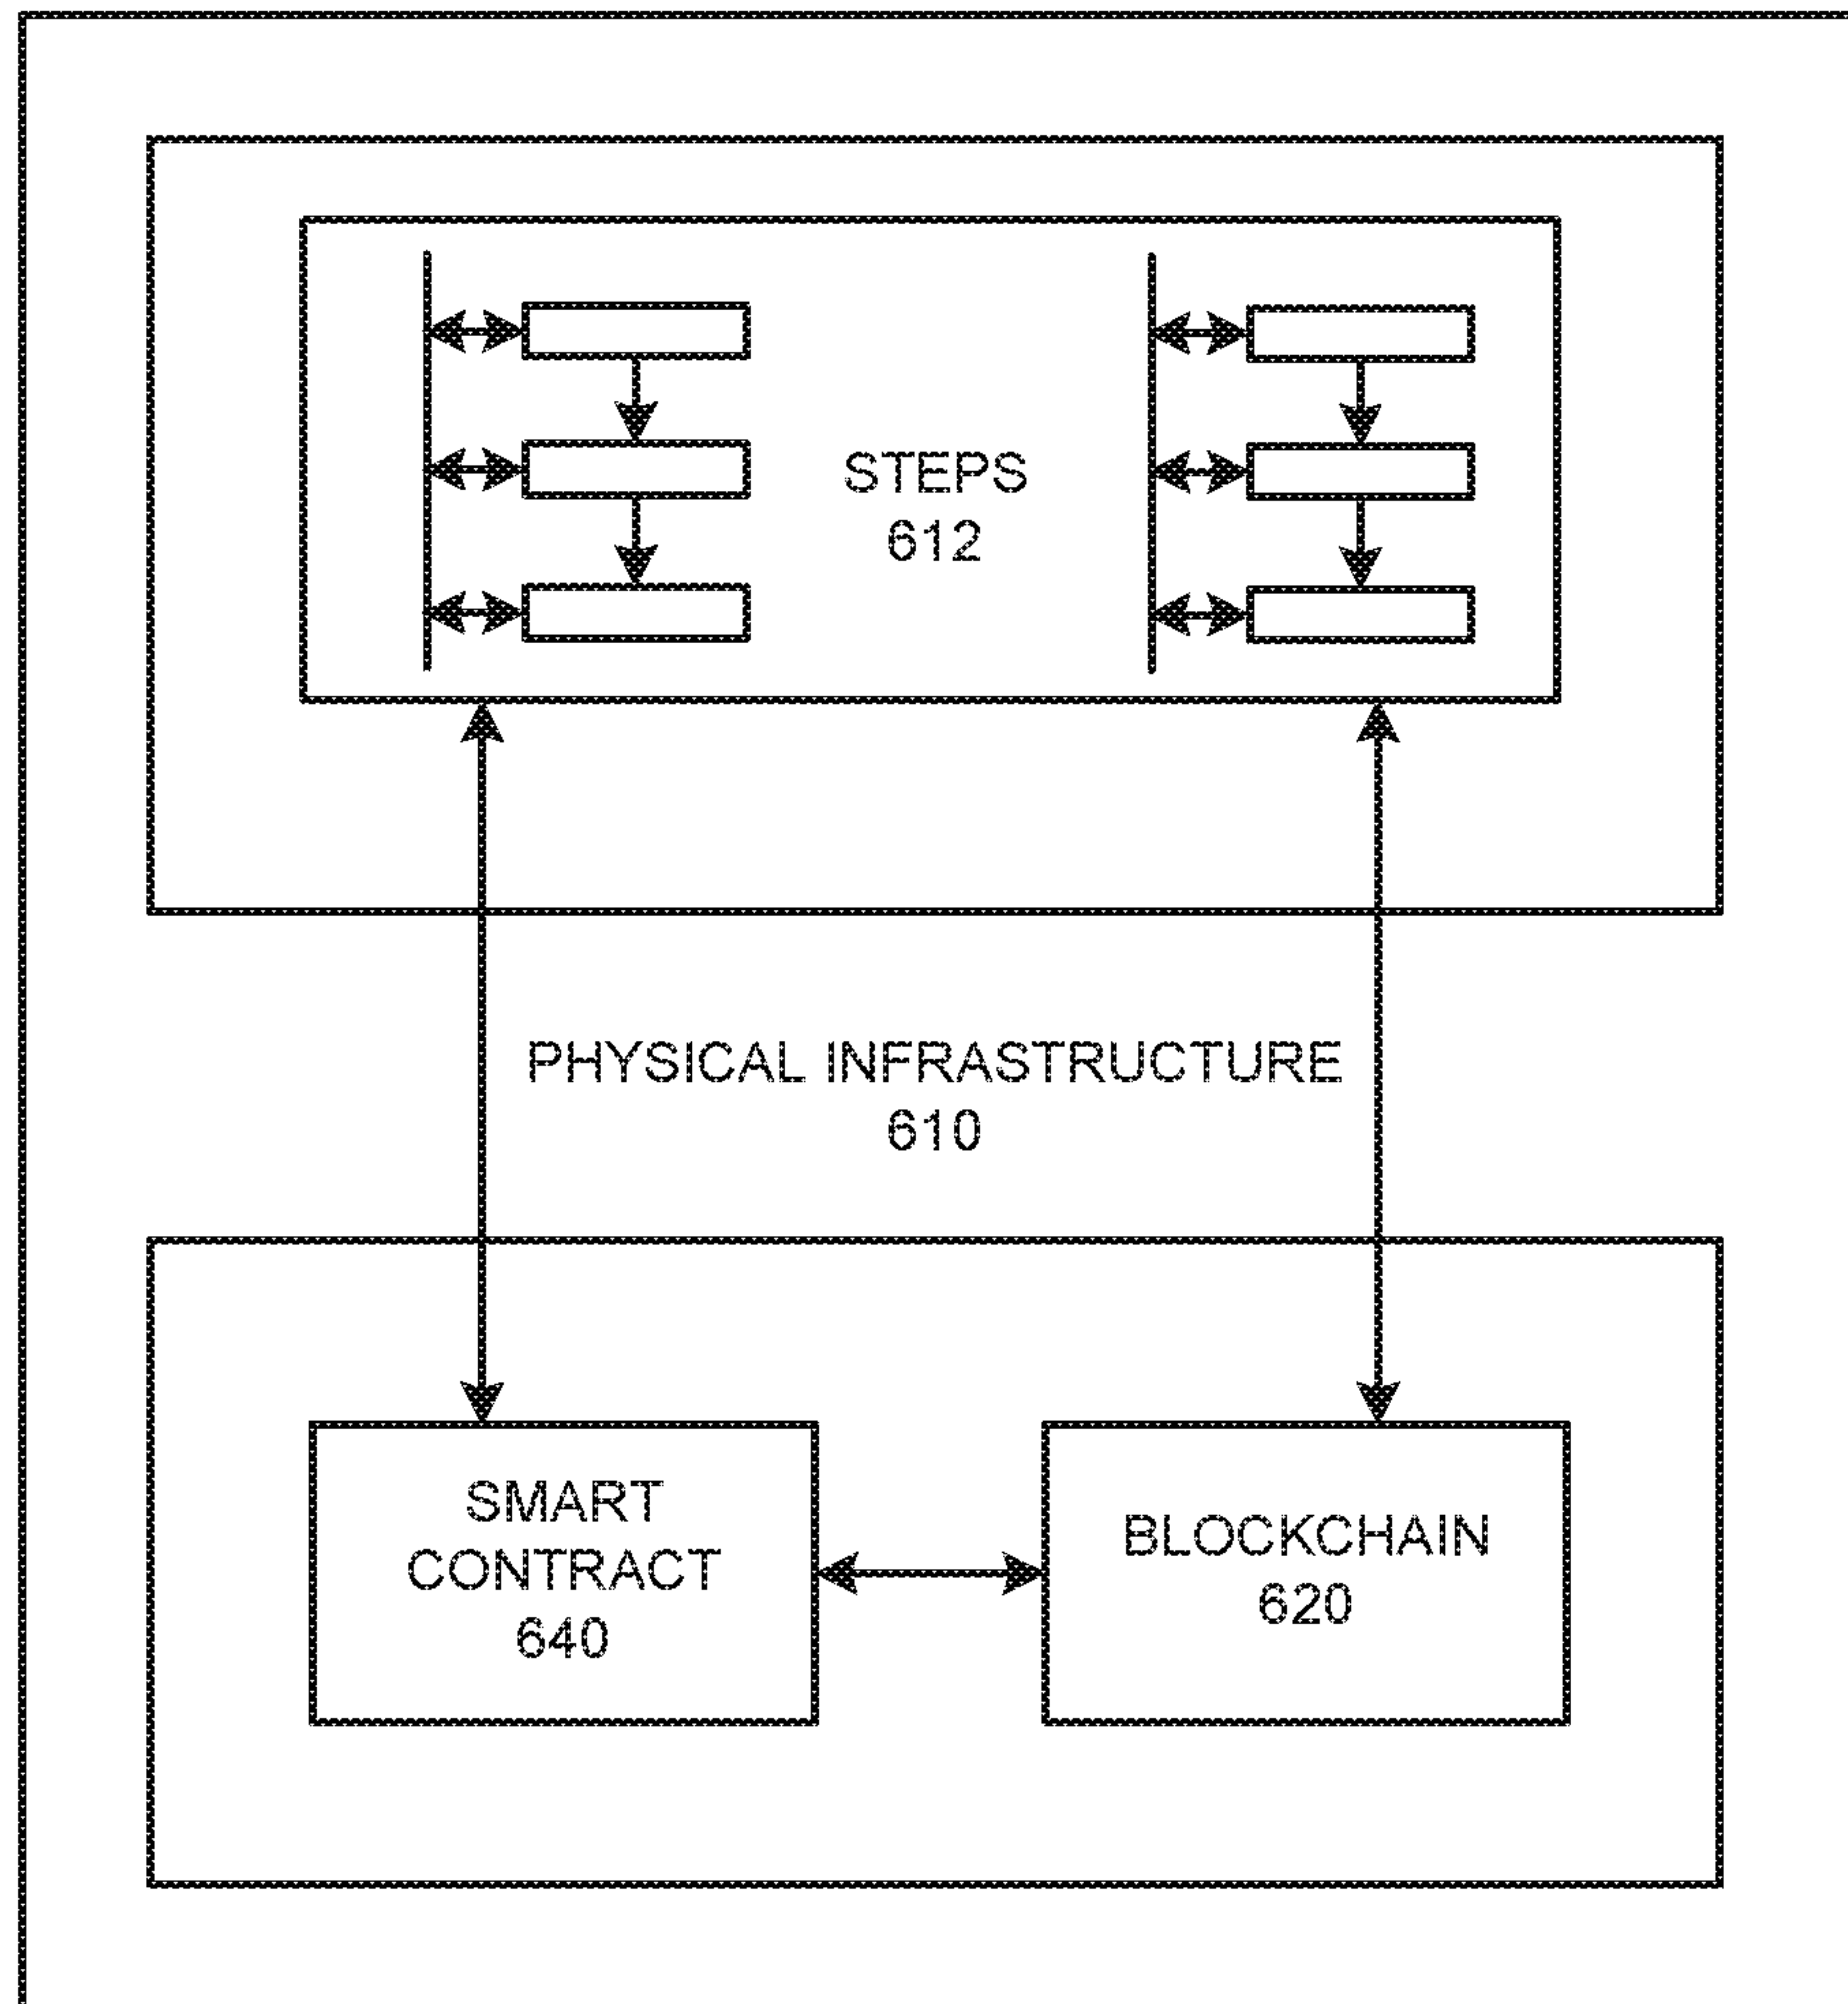 STEPS
612
PHYSICAL INFRASTRUCTURE
610
SMART
CONTRACT
640
BLOCKCHAIN
620